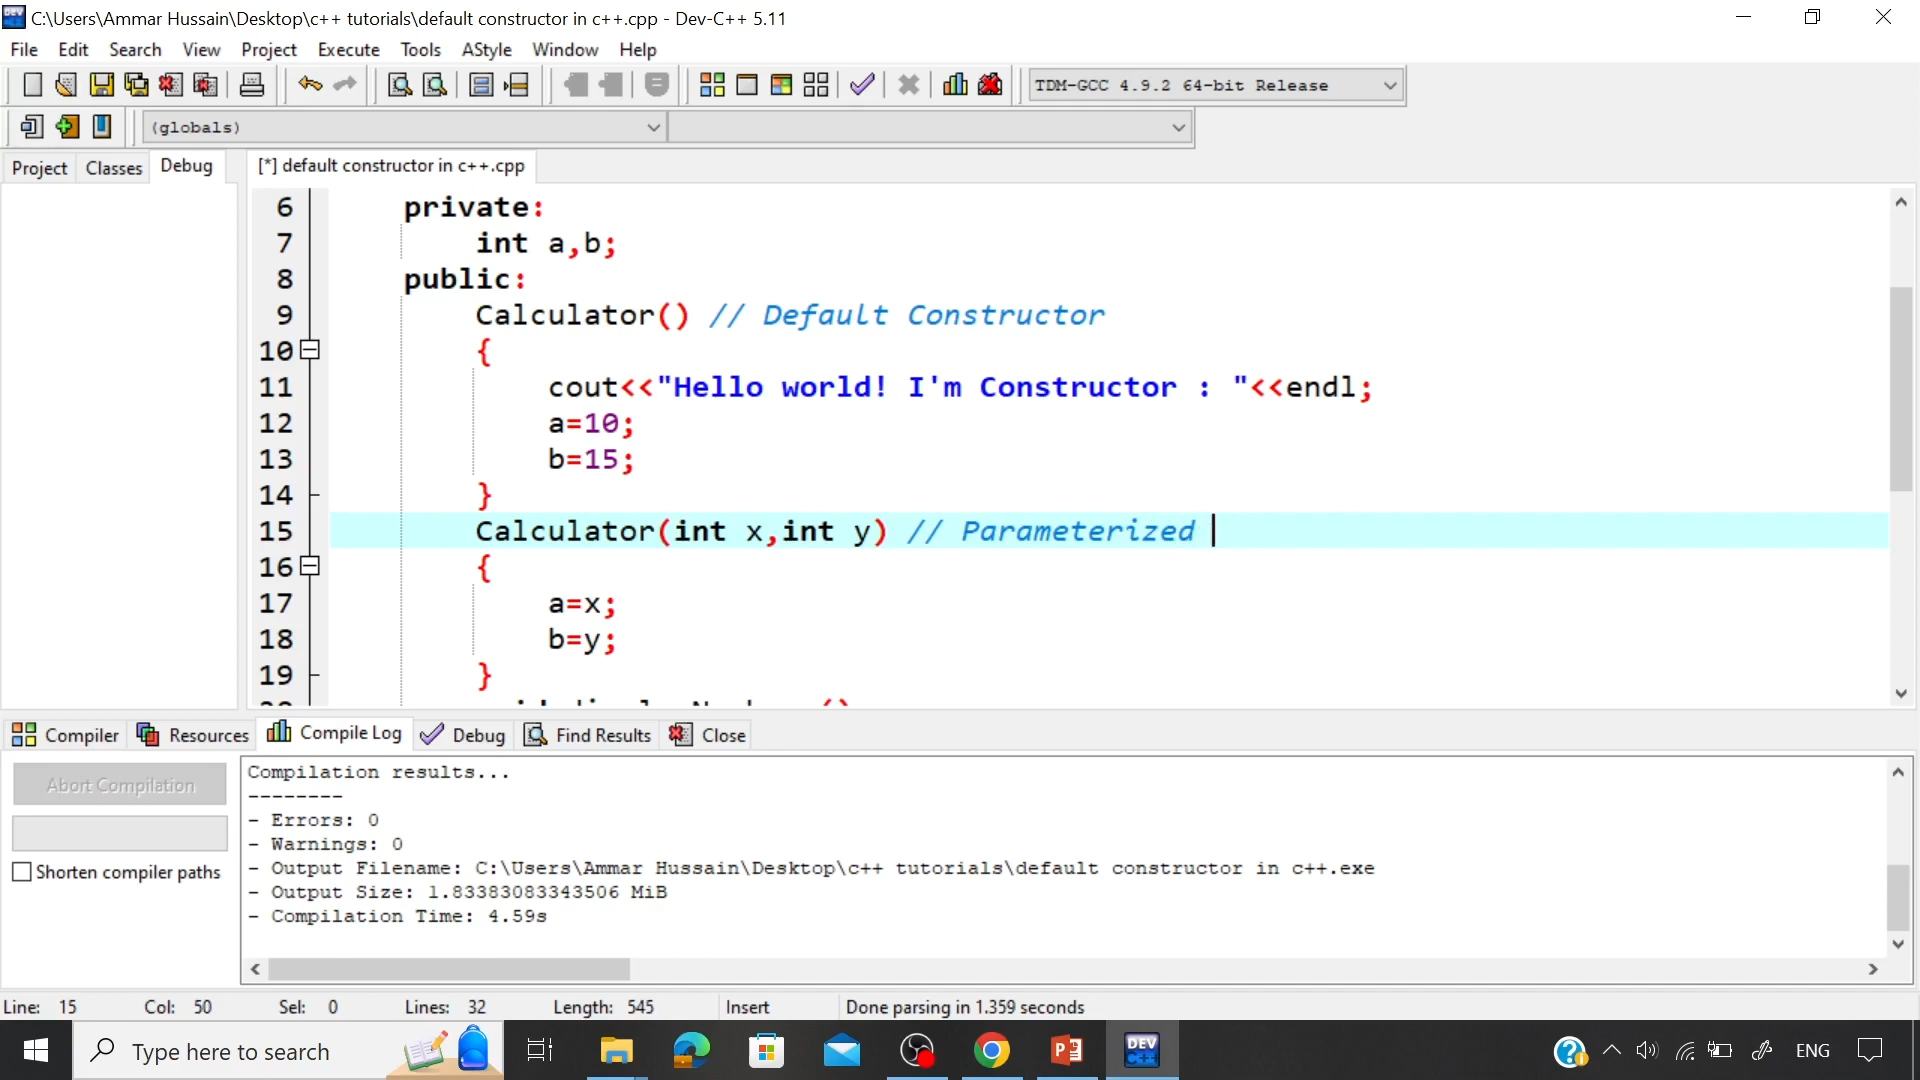 C:\Users\Ammar Hussain\Desktop\c++ tutorials\default constructor in c++.cpp - Dev-C++ 5.11
File Edit Search View Project Execute Tools AStyle Window Help
TDM-GCC 4.9.2 64-bit Release
(globals)
Project Classes Debug [*] default constructor in c++.cpp
6 private:
7 int a,b;
8 public:
9 Calculator() // Default Constructor
10 {
11 cout<<"Hello world! I'm Constructor : "<<endl;
12 a=10;
13 b=15;
14 }
15 Calculator(int x,int y) // Parameterized
16 {
17 a=x;
18 b=y;
19 }
Compiler Resources Compile Log Debug Find Results Close
Abort Compilation
Shorten compiler paths
Compilation results...
--------
- Errors: 0
- Warnings: 0
- Output Filename: C:\Users\Ammar Hussain\Desktop\c++ tutorials\default constructor in c++.exe
- Output Size: 1.83383083343506 MiB
- Compilation Time: 4.59s
Line: 15 Col: 50 Sel: 0 Lines: 32 Length: 545 Insert Done parsing in 1.359 seconds
Type here to search
DEV C++
ENG